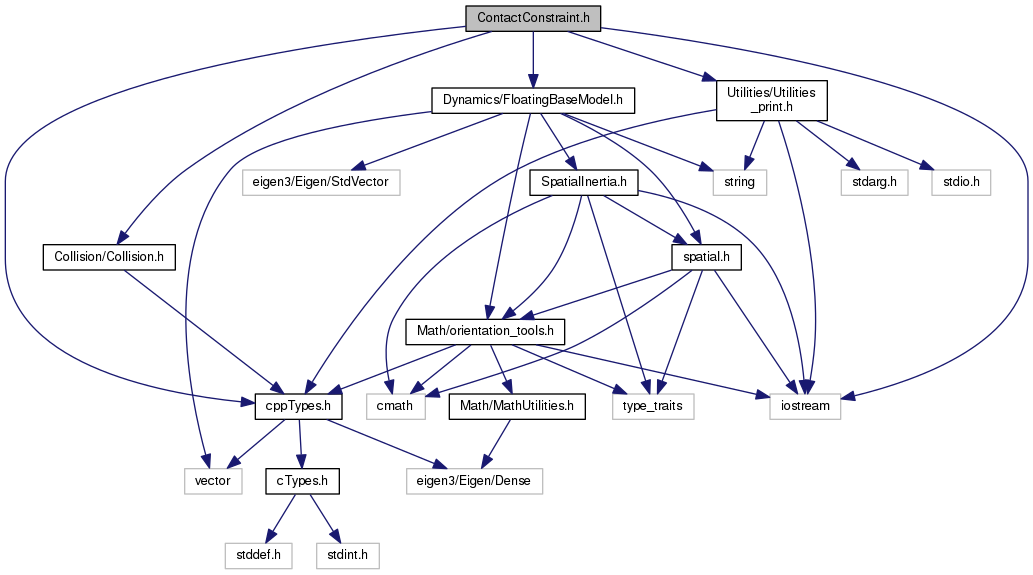 ContactConstraint.h
Dynamics/FloatingBaseModel.h
Utilities/Utilities
_print.h
eigen3/Eigen/StdVector
SpatialInertia.h
string
stdarg.h
stdio.h
Collision/Collision.h
spatial.h
Math/orientation_tools.h
cppTypes.h
cmath
Math/MathUtilities.h
type_traits
iostream
vector
cTypes.h
eigen3/Eigen/Dense
stddef.h
stdint.h